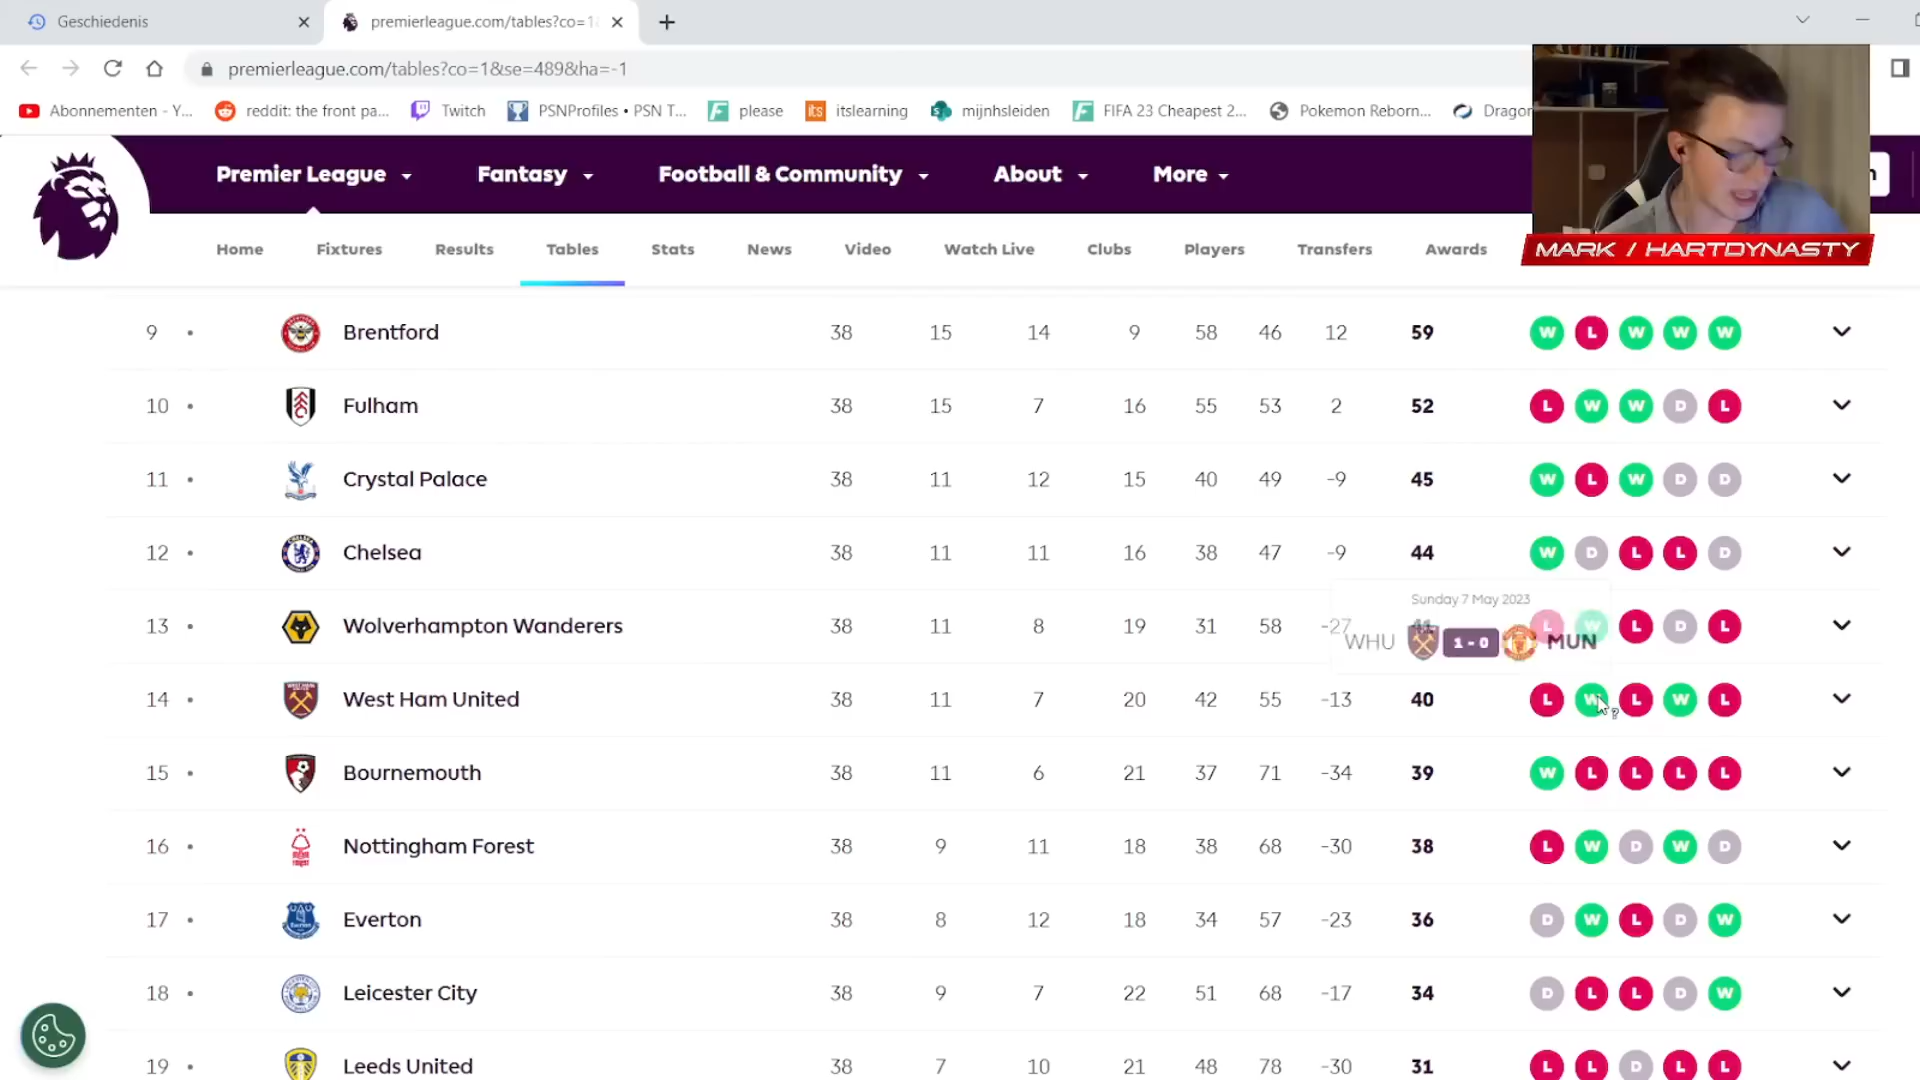 Geschiedenis
premierleague.com/tables?co=1
premierleague.com/tables?co=1&se=489&ha=-1
Abonnementen - Y... reddit: the front pa... Twitch PSNProfiles • PSN T... please its itslearning mijnhsleiden FIFA 23 Cheapest 2... Pokemon Reborn... Dragon
Premier League Fantasy Football & Community About More
MARK / HARTDYNASTY
Home Fixtures Results Tables Stats News Video Watch Live Clubs Players Transfers Awards
9 Brentford 38 15 14 9 58 46 12 59 W L W W W
10 Fulham 38 15 7 16 55 53 2 52 L W W D L
11 Crystal Palace 38 11 12 15 40 49 -9 45 W L W D D
12 Chelsea 38 11 11 16 38 47 -9 44 W D L L D
Sunday 7 May 2023
13 Wolverhampton Wanderers 38 11 8 19 31 58 -27 41 L W L D L
WHU 1 - 0 MUN
14 West Ham United 38 11 7 20 42 55 -13 40 L W L W L
15 Bournemouth 38 11 6 21 37 71 -34 39 W L L L L
16 Nottingham Forest 38 9 11 18 38 68 -30 38 L W D W D
17 Everton 38 8 12 18 34 57 -23 36 D W L D W
18 Leicester City 38 9 7 22 51 68 -17 34 D L L D W
19 Leeds United 38 7 10 21 48 78 -30 31 L L D L L